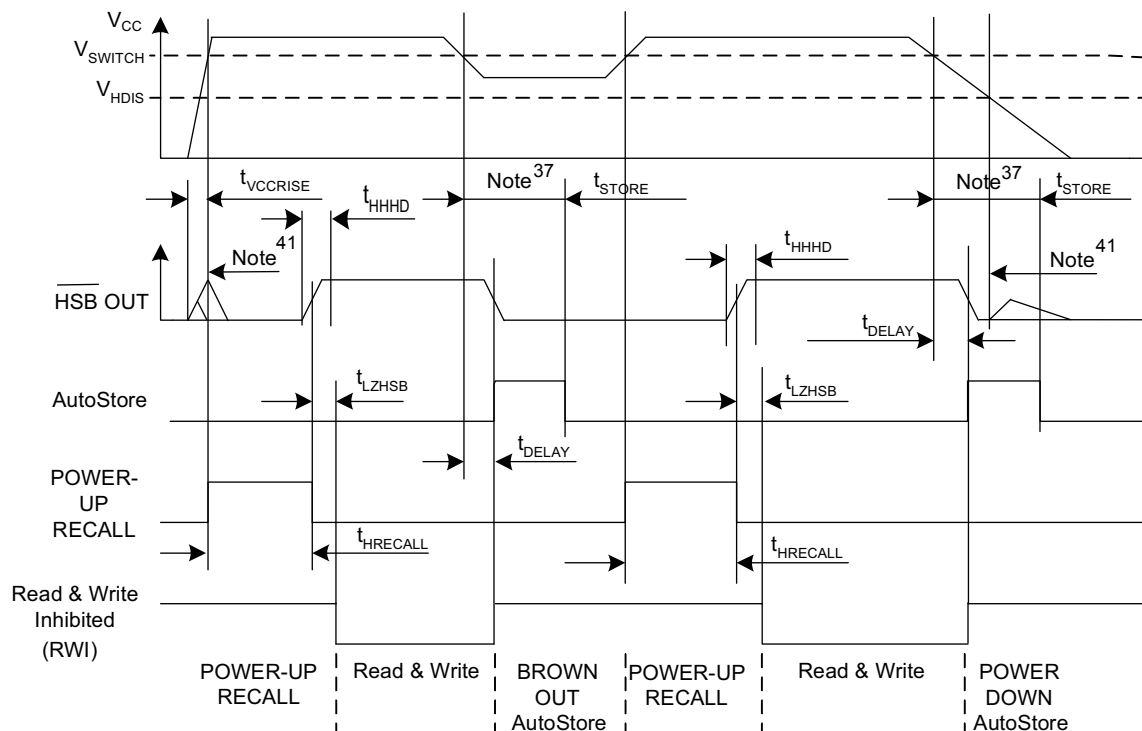 VCC
VSWITCH
VHDIS
tVCCRISE
tHHHD
Note37
tSTORE
Note37
tSTORE
Note41
tHHHD
Note41
HSB OUT
tDELAY
tLZHSB
tLZHSB
AutoStore
tDELAY
POWER-
UP
RECALL
tHRECALL
tHRECALL
Read & Write
Inhibited
(RWI)
POWER-UP
RECALL
Read & Write
BROWN
OUT
AutoStore
POWER-UP
RECALL
Read & Write
POWER
DOWN
AutoStore